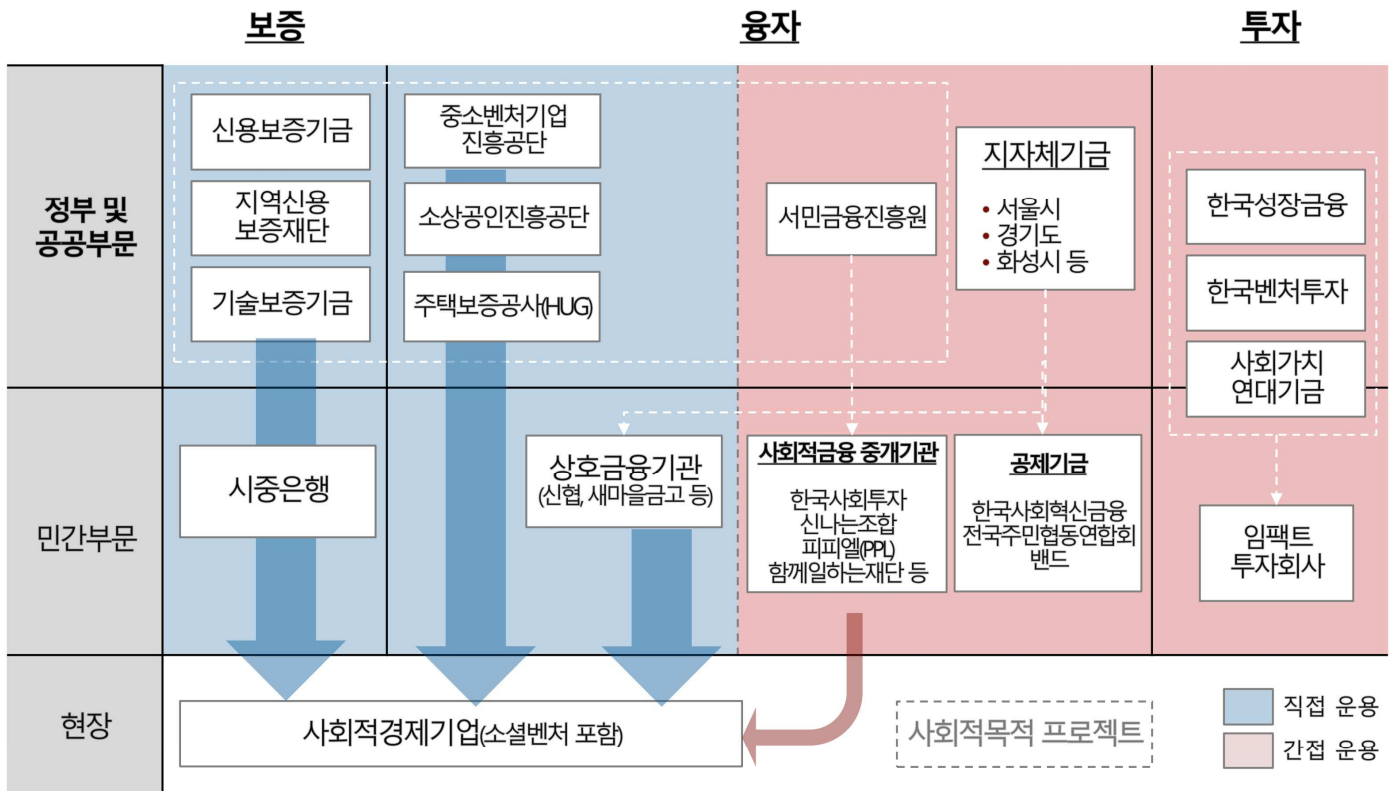 보증
융자
투자
정부 및
공공부문
신용보증기금
지역신용
보증재단
기술보증기금
중소벤처기업
진흥공단
소상공인진흥공단
주택보증공사(HUG)
서민금융진흥원
지자체기금
• 서울시
• 경기도
• 화성시 등
한국성장금융
한국벤처투자
사회가치
연대기금
민간부문
시중은행
상호금융기관
(신협, 새마을금고 등)
사회적금융 중개기관
한국사회투자
신나는조합
피피엘(PPL)
함께일하는재단 등
공제기금
한국사회혁신금융
전국주민협동연합회
밴드
임팩트
투자회사
현장
사회적경제기업(소셜벤처 포함)
사회적목적 프로젝트
직접 운용
간접 운용